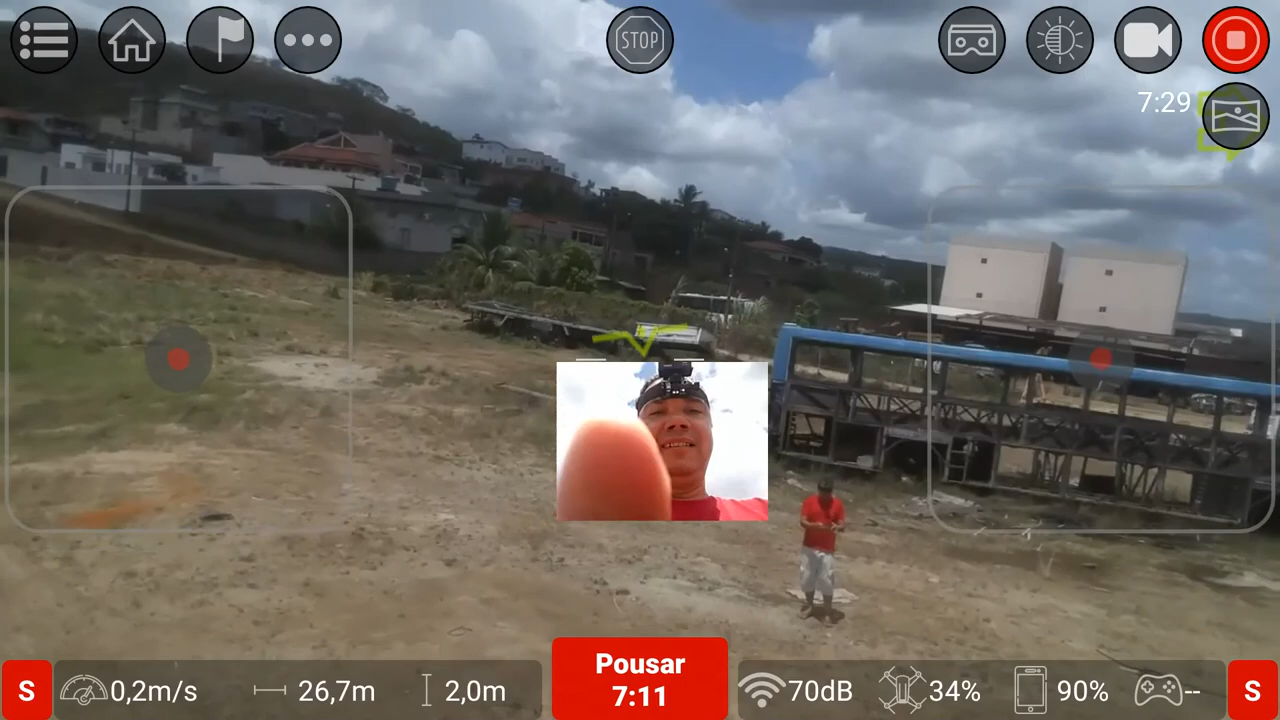 STOP
7:29
Pousar
7:11
S
0,2m/s
26,7m
2,0m
70dB
34%
90%
--
S